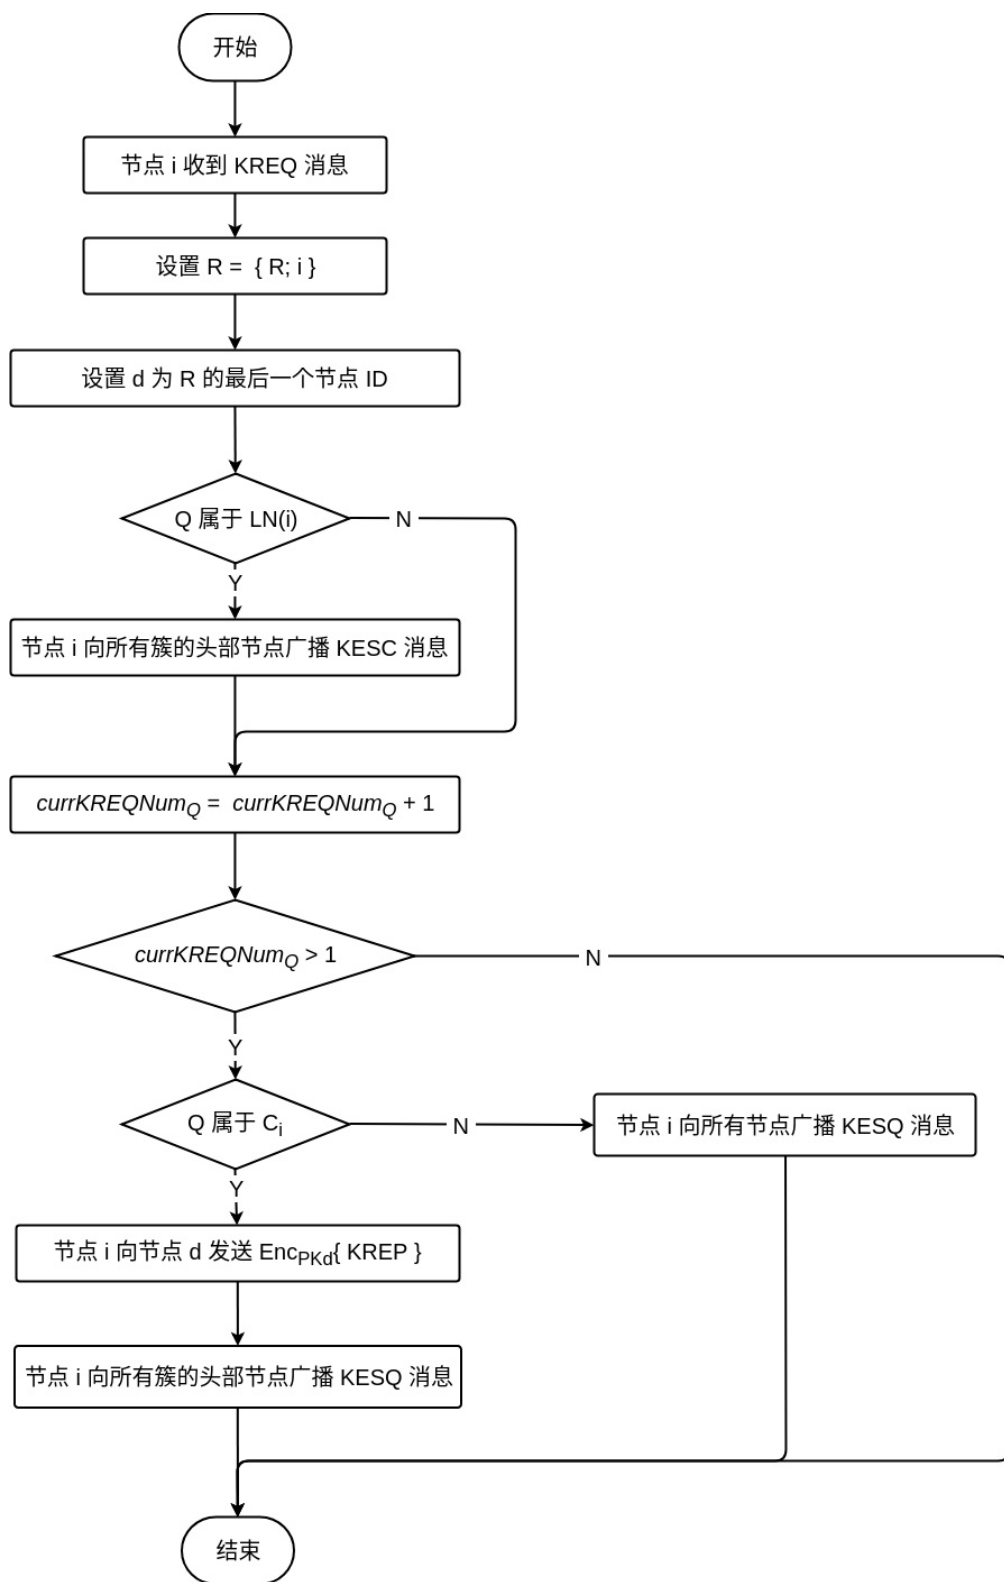 开始
节点 i 收到 KREQ 消息
设置 R = { R; i }
设置 d 为 R 的最后一个节点 ID
Q 属于 LN(i)
N
Y
节点 i 向所有簇的头部节点广播 KESC 消息
currKREQNumQ = currKREQNumQ + 1
currKREQNumQ > 1
N
Y
Q 属于 Ci
N
节点 i 向所有节点广播 KESQ 消息
Y
节点 i 向节点 d 发送 EncPKd{ KREP }
节点 i 向所有簇的头部节点广播 KESQ 消息
结束